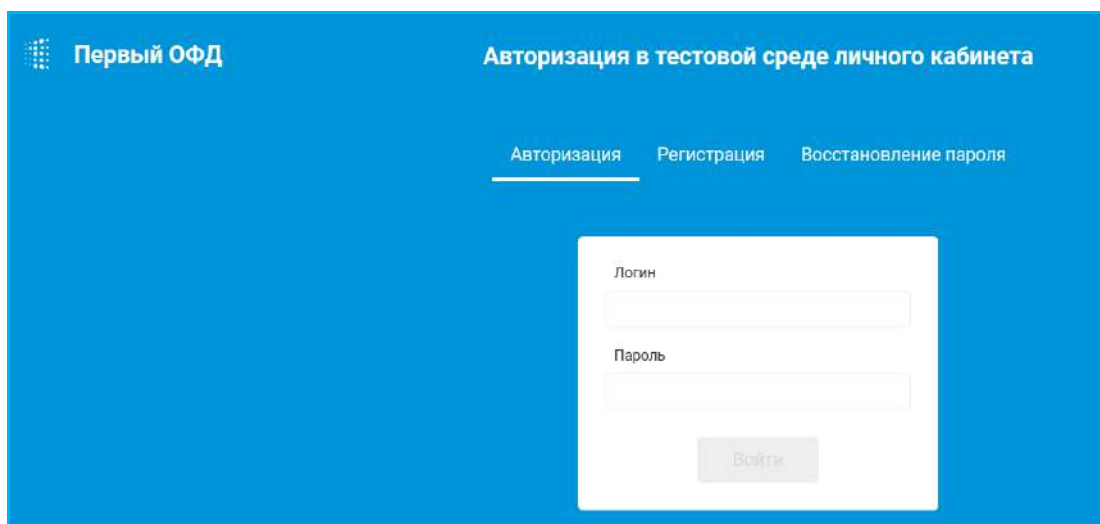 Первый ОФД
Авторизация в тестовой среде личного кабинета
Авторизация Регистрация Восстановление пароля
Логин
Пароль
Войти